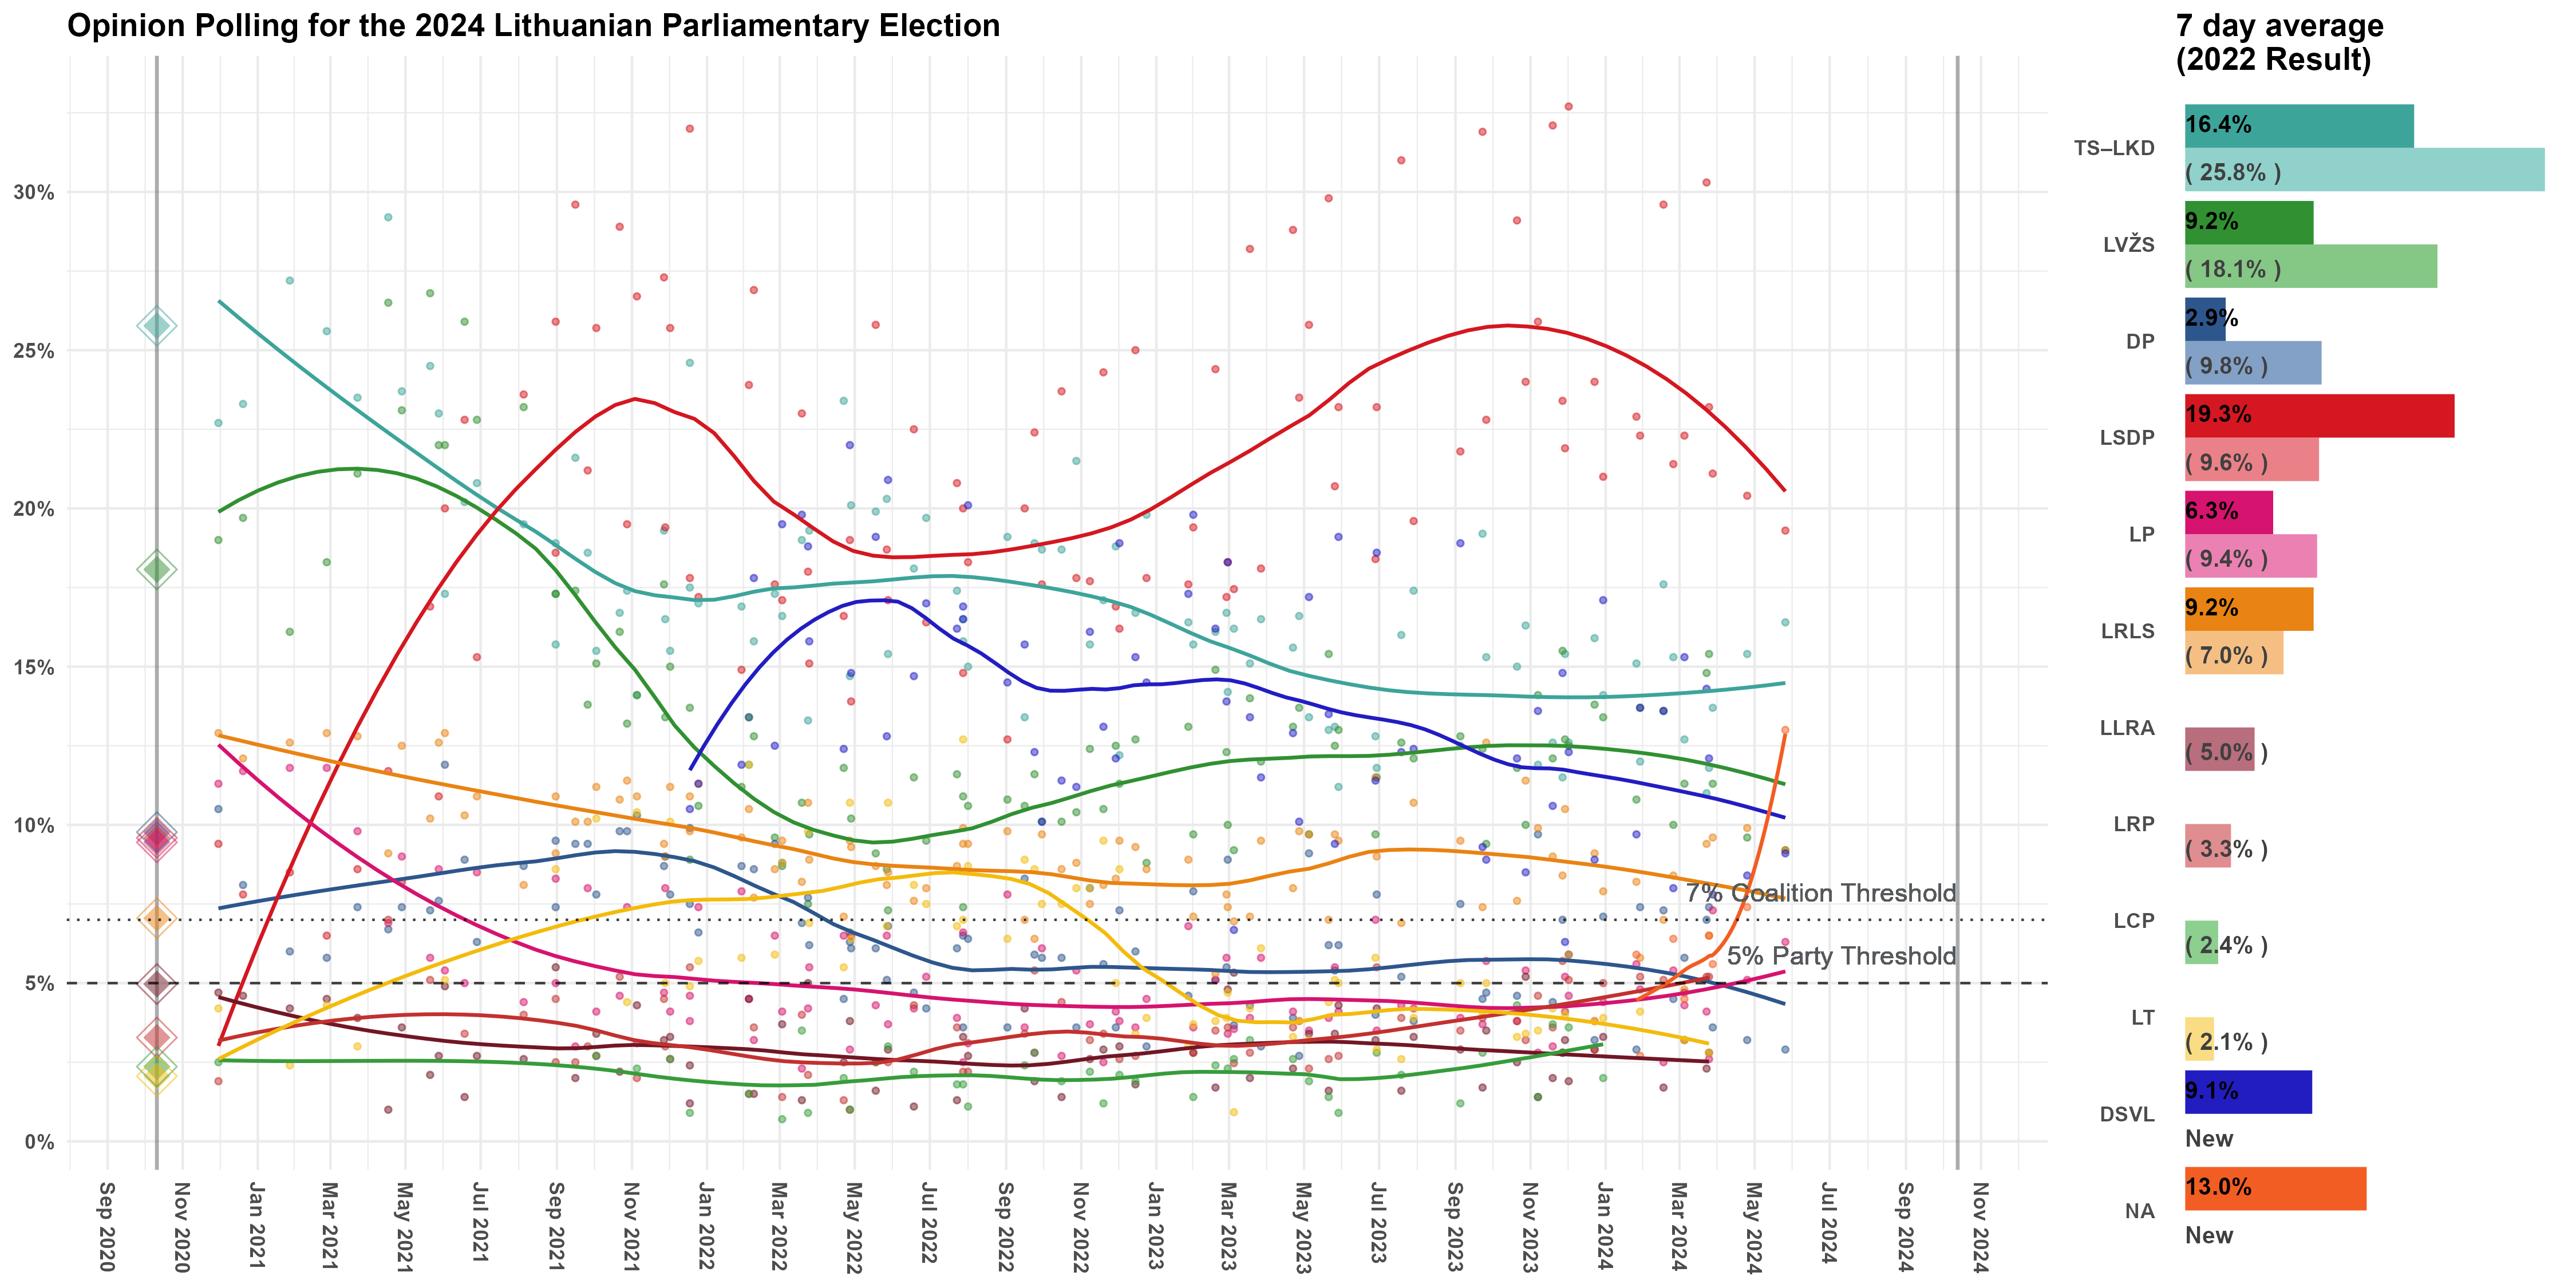 Opinion Polling for the 2024 Lithuanian Parliamentary Election
30%
25%
20%
15%
10%
5%
0%
7% Coalition Threshold
5% Party Threshold
Sep 2020
Nov 2020
Jan 2021
Mar 2021
May 2021
Jul 2021
Sep 2021
Nov 2021
Jan 2022
Mar 2022
May 2022
Jul 2022
Sep 2022
Nov 2022
Jan 2023
Mar 2023
May 2023
Jul 2023
Sep 2023
Nov 2023
Jan 2024
Mar 2024
May 2024
Jul 2024
Sep 2024
Nov 2024
7 day average
(2022 Result)
TS–LKD
16.4%
( 25.8% )
LVŽS
9.2%
( 18.1% )
DP
2.9%
( 9.8% )
LSDP
19.3%
( 9.6% )
LP
6.3%
( 9.4% )
LRLS
9.2%
( 7.0% )
LLRA
( 5.0% )
LRP
( 3.3% )
LCP
( 2.4% )
LT
( 2.1% )
DSVL
9.1%
New
NA
13.0%
New